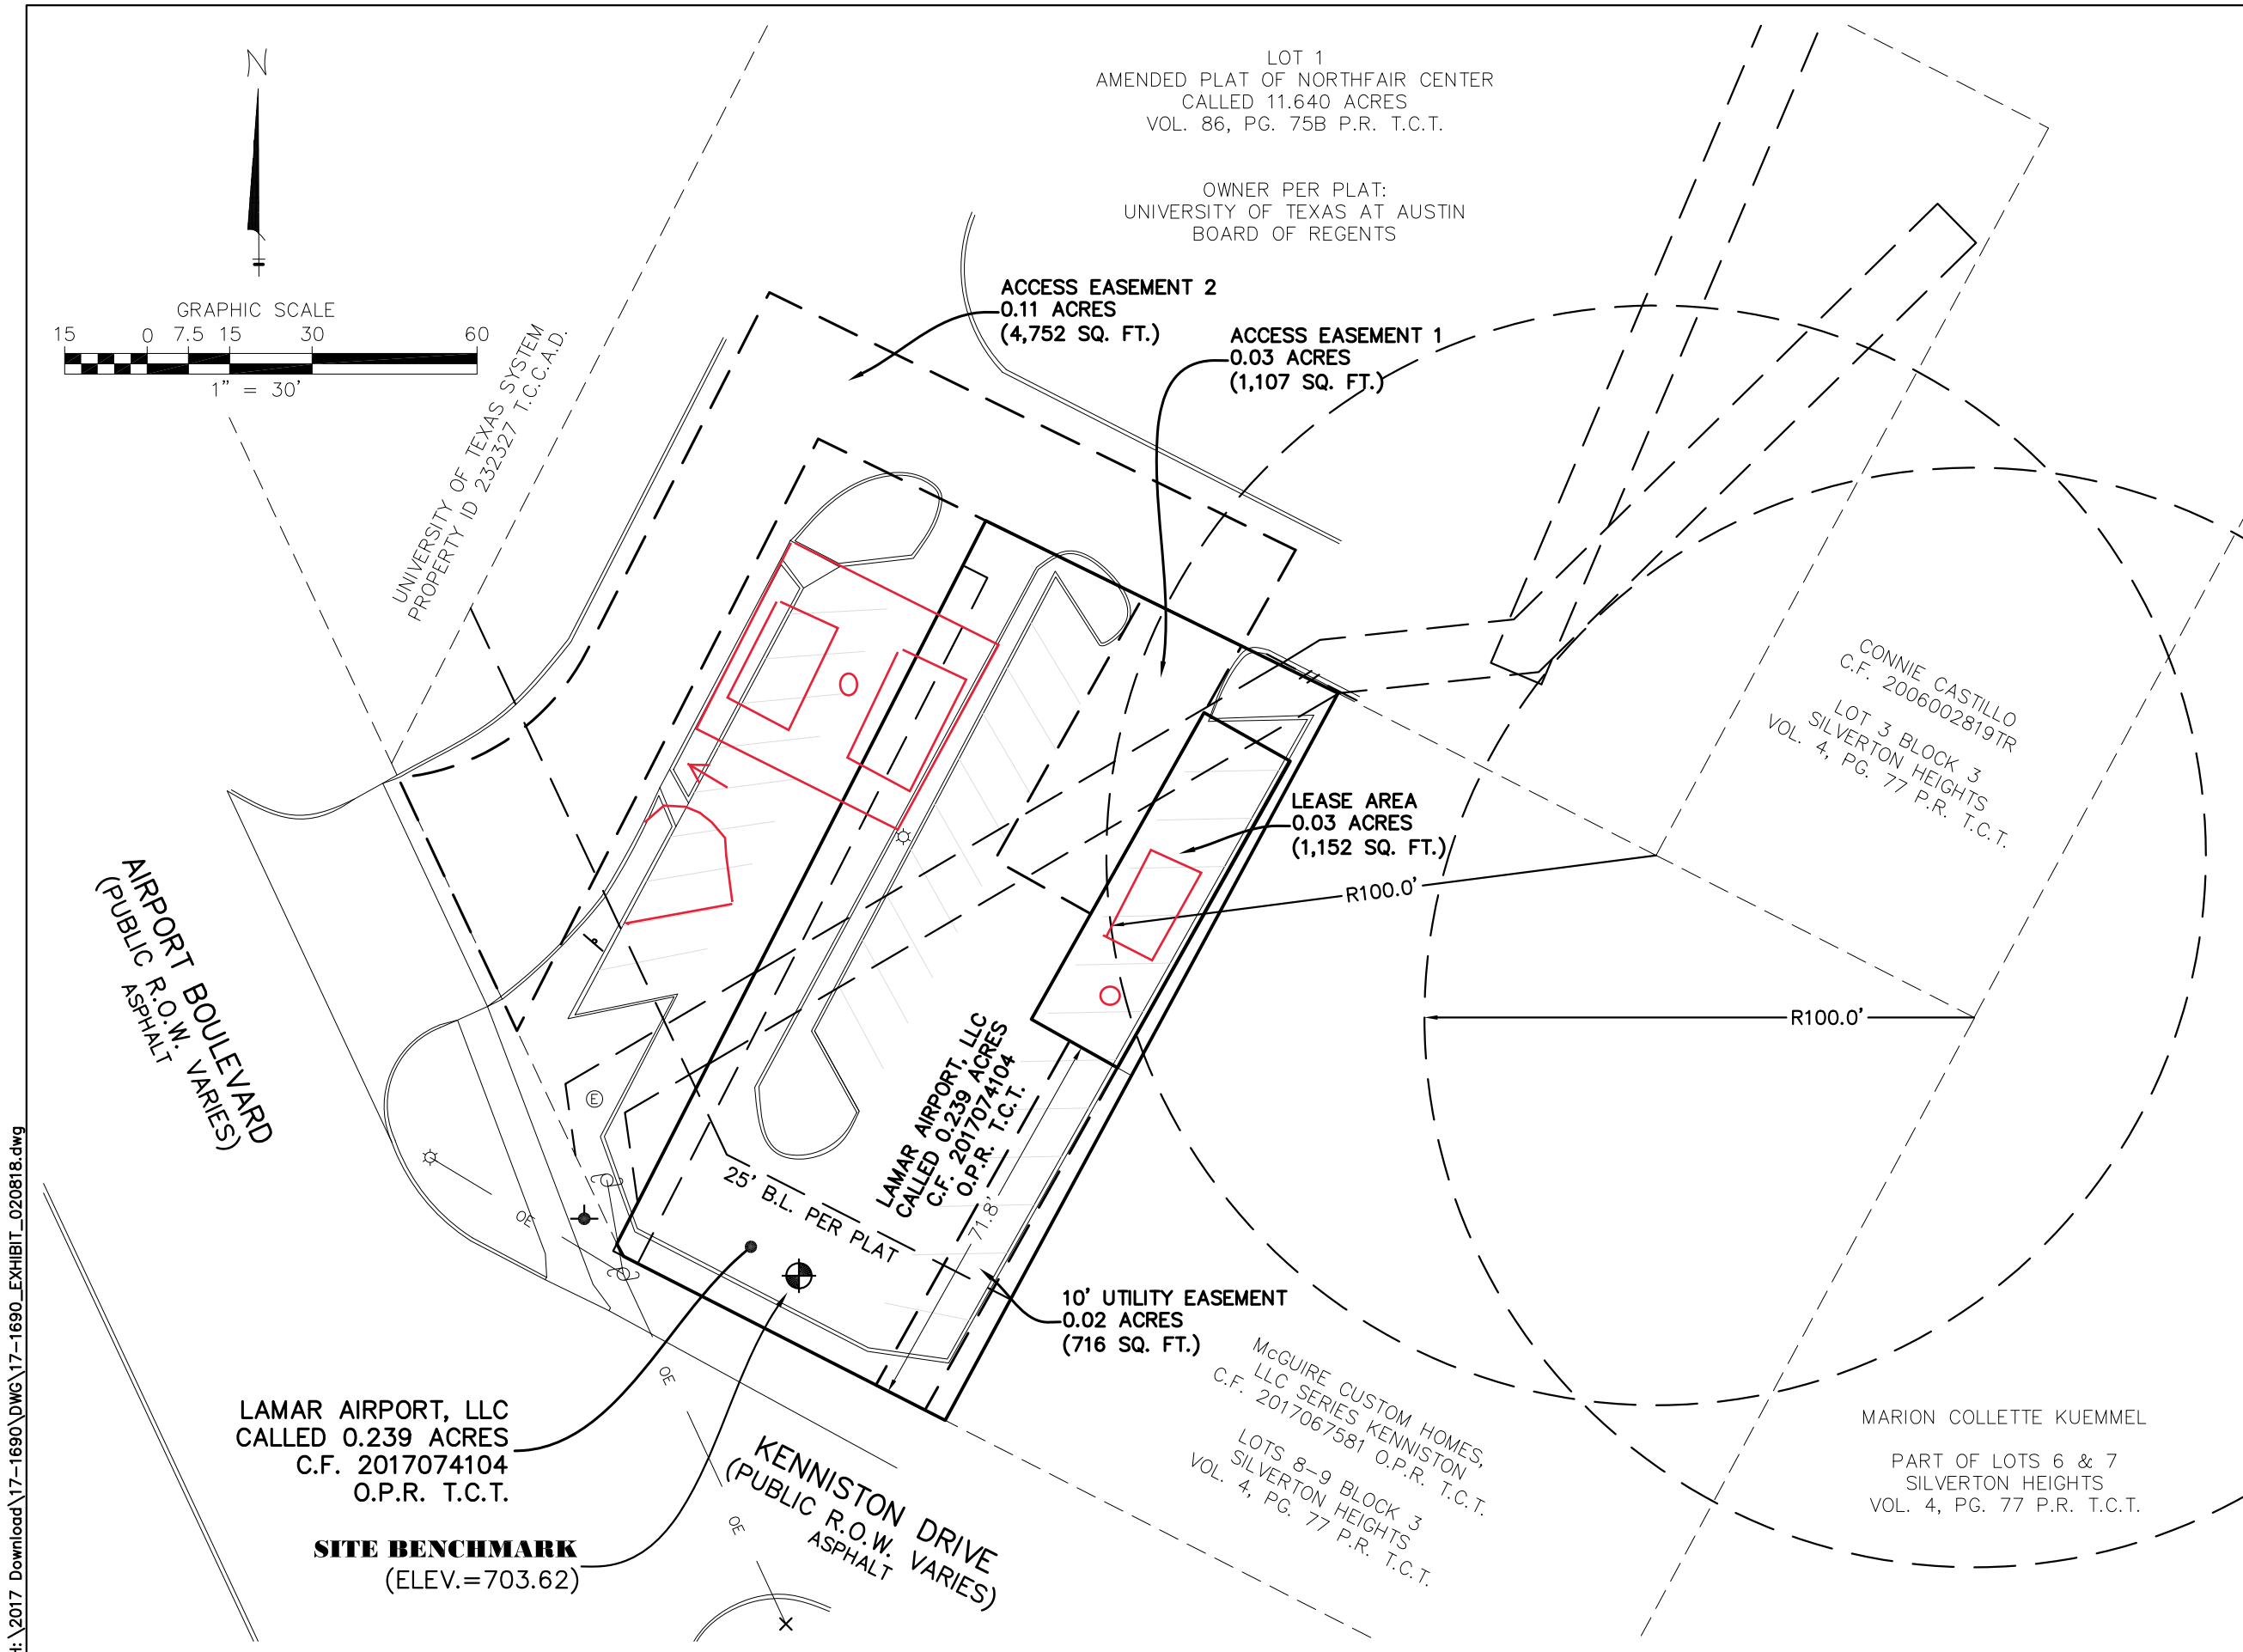 LOT 1
AMENDED PLAT OF NORTHFAIR CENTER
CALLED 11.640 ACRES
VOL. 86, PG. 75B P.R. T.C.T.
OWNER PER PLAT:
UNIVERSITY OF TEXAS AT AUSTIN
BOARD OF REGENTS
N
GRAPHIC SCALE
15 0 7.5 15 30 60
1" = 30'
UNIVERSITY OF TEXAS SYSTEM
PROPERTY ID 232327 T.C.C.A.D.
ACCESS EASEMENT 2
0.11 ACRES
(4,752 SQ. FT.)
ACCESS EASEMENT 1
0.03 ACRES
(1,107 SQ. FT.)
CONNIE CASTILLO
C.F. 2006002819TR
LOT 3 BLOCK 3
SILVERTON HEIGHTS
VOL. 4, PG. 77 P.R. T.C.T.
LEASE AREA
0.03 ACRES
(1,152 SQ. FT.)
R100.0'
R100.0'
AIRPORT BOULEVARD
(PUBLIC R.O.W. VARIES)
ASPHALT
LAMAR AIRPORT, LLC
CALLED 0.239 ACRES
C.F. 2017074104
O.P.R. T.C.T.
E
OE
25' B.L. PER PLAT
71.8'
10' UTILITY EASEMENT
0.02 ACRES
(716 SQ. FT.)
OE
LAMAR AIRPORT, LLC
CALLED 0.239 ACRES
C.F. 2017074104
O.P.R. T.C.T.
SITE BENCHMARK
(ELEV.=703.62)
KENNISTON DRIVE
(PUBLIC R.O.W. VARIES)
ASPHALT
OE
McGUIRE CUSTOM HOMES,
LLC SERIES KENNISTON
C.F. 2017067581 O.P.R. T.C.T.
LOTS 8-9 BLOCK 3
SILVERTON HEIGHTS
VOL. 4, PG. 77 P.R. T.C.T.
MARION COLLETTE KUEMMEL
PART OF LOTS 6 & 7
SILVERTON HEIGHTS
VOL. 4, PG. 77 P.R. T.C.T.
H:\2017 Download\17-1690\DWG\17-1690_EXHIBIT_020818.dwg